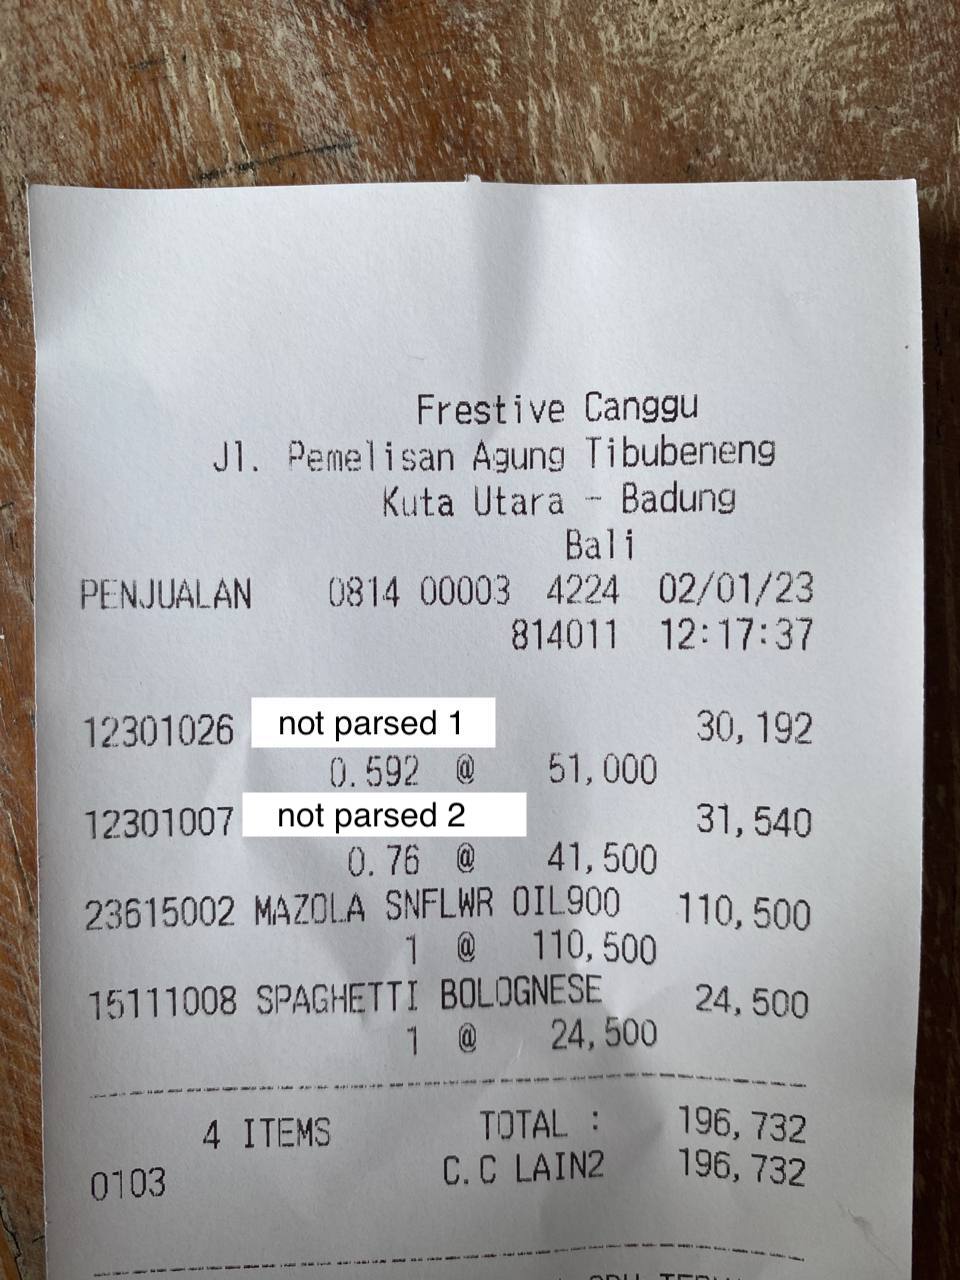 Frestive Canggu
Jl. Pemelisan Agung Tibubeneng
Kuta Utara - Badung
Bali
PENJUALAN 0814 00003 4224 02/01/23
814011 12:17:37
12301026 not parsed 1 30,192
0.592 @ 51,000
12301007 not parsed 2 31,540
0.76 @ 41,500
23615002 MAZOLA SNFLWR OIL900 110,500
1 @ 110,500
15111008 SPAGHETTI BOLOGNESE 24,500
1 @ 24,500
4 ITEMS TOTAL : 196,732
0103 C.C LAIN2 196,732